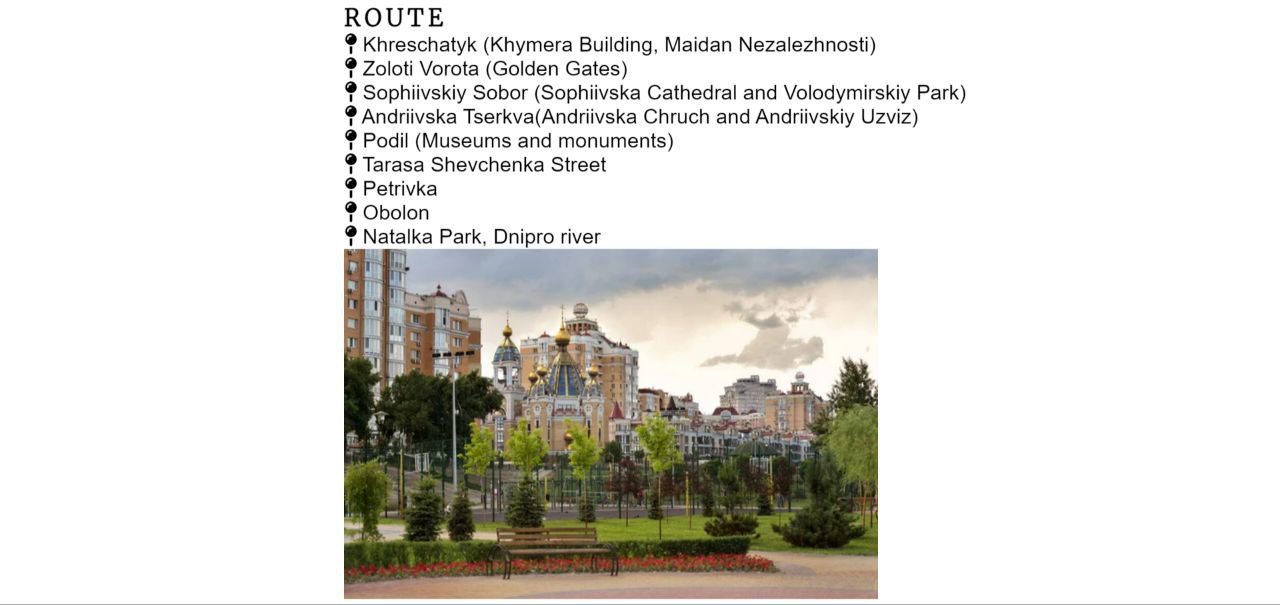 ROUTE
Khreschatyk (Khymera Building, Maidan Nezalezhnosti)
Zoloti Vorota (Golden Gates)
Sophiivskiy Sobor (Sophiivska Cathedral and Volodymirskiy Park)
Andriivska Tserkva(Andriivska Chruch and Andriivskiy Uzviz)
Podil (Museums and monuments)
Tarasa Shevchenka Street
Petrivka
Obolon
Natalka Park, Dnipro river